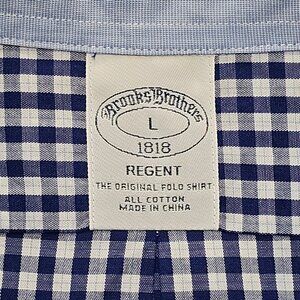 Brooks Brothers
L
1818
REGENT
THE ORIGINAL POLO SHIRT
ALL COTTON
MADE IN CHINA